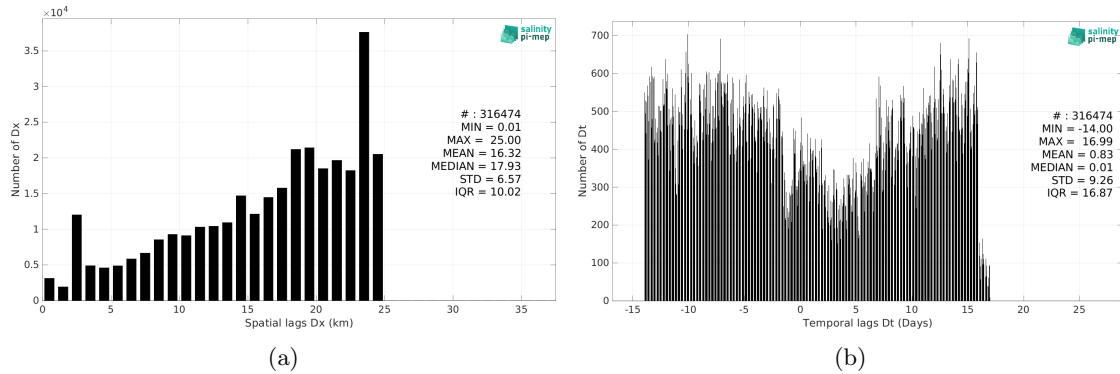 ×10⁴
3.5
3
2.5
2
1.5
1
0.5
0
0 5 10 15 20 25 30 35
Number of Dx
Spatial lags Dx (km)
salinity
pi-mep
# : 316474
MIN = 0.01
MAX = 25.00
MEAN = 16.32
MEDIAN = 17.93
STD = 6.57
IQR = 10.02
(a)
700
600
500
400
300
200
100
0
-15 -10 -5 0 5 10 15 20 25
Number of Dt
Temporal lags Dt (Days)
salinity
pi-mep
# : 316474
MIN = -14.00
MAX = 16.99
MEAN = 0.83
MEDIAN = 0.01
STD = 9.26
IQR = 16.87
(b)